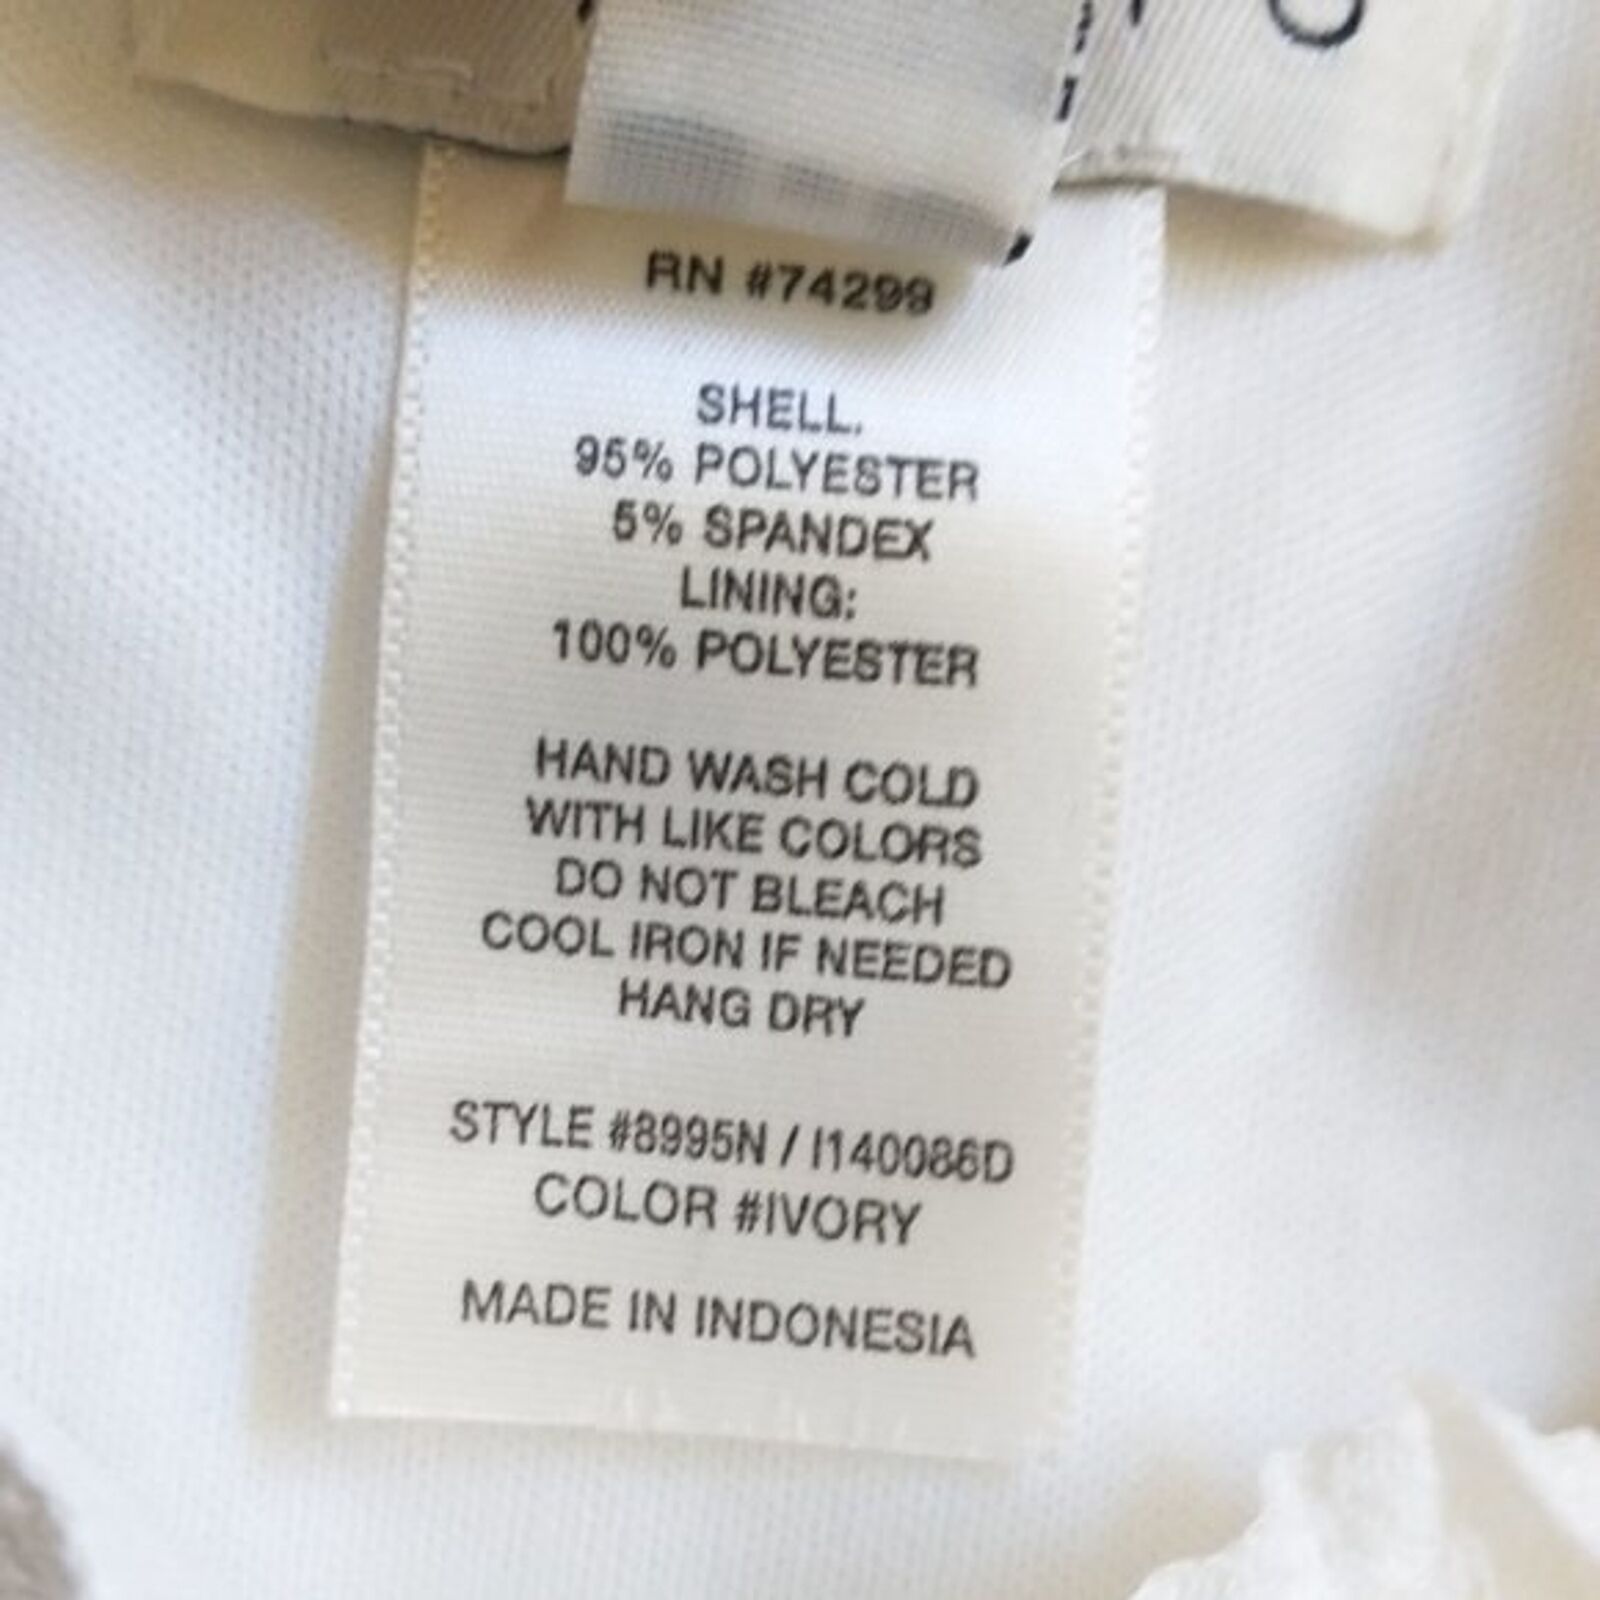 RN #74299
SHELL.
95% POLYESTER
5% SPANDEX
LINING:
100% POLYESTER
HAND WASH COLD
WITH LIKE COLORS
DO NOT BLEACH
COOL IRON IF NEEDED
HANG DRY
STYLE #8995N / I140086D
COLOR #IVORY
MADE IN INDONESIA